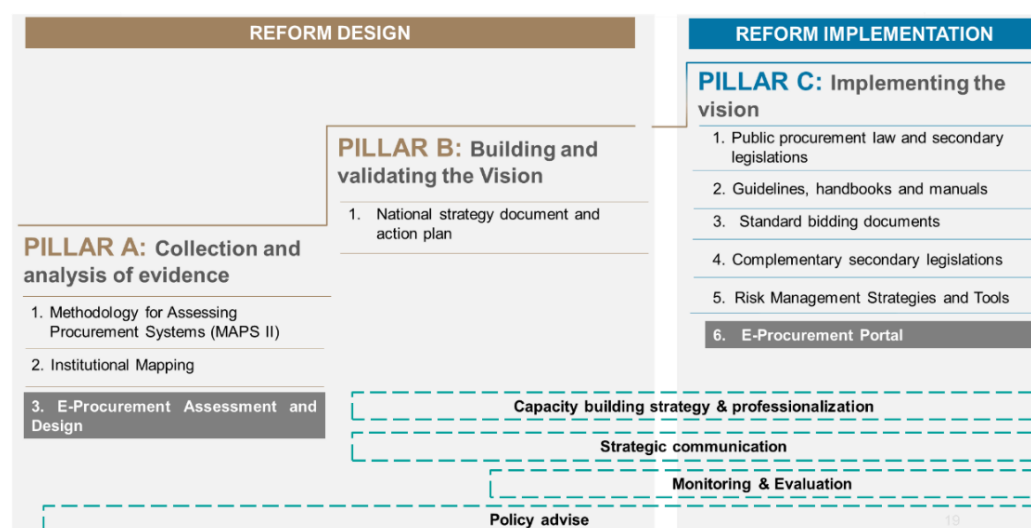 REFORM DESIGN
REFORM IMPLEMENTATION
PILLAR C: Implementing the
vision
1. Public procurement law and secondary
legislations
2. Guidelines, handbooks and manuals
3. Standard bidding documents
4. Complementary secondary legislations
5. Risk Management Strategies and Tools
6. E-Procurement Portal
PILLAR B: Building and
validating the Vision
1. National strategy document and
action plan
PILLAR A: Collection and
analysis of evidence
1. Methodology for Assessing
Procurement Systems (MAPS II)
2. Institutional Mapping
3. E-Procurement Assessment and
Design
Capacity building strategy & professionalization
Strategic communication
Monitoring & Evaluation
Policy advise
19